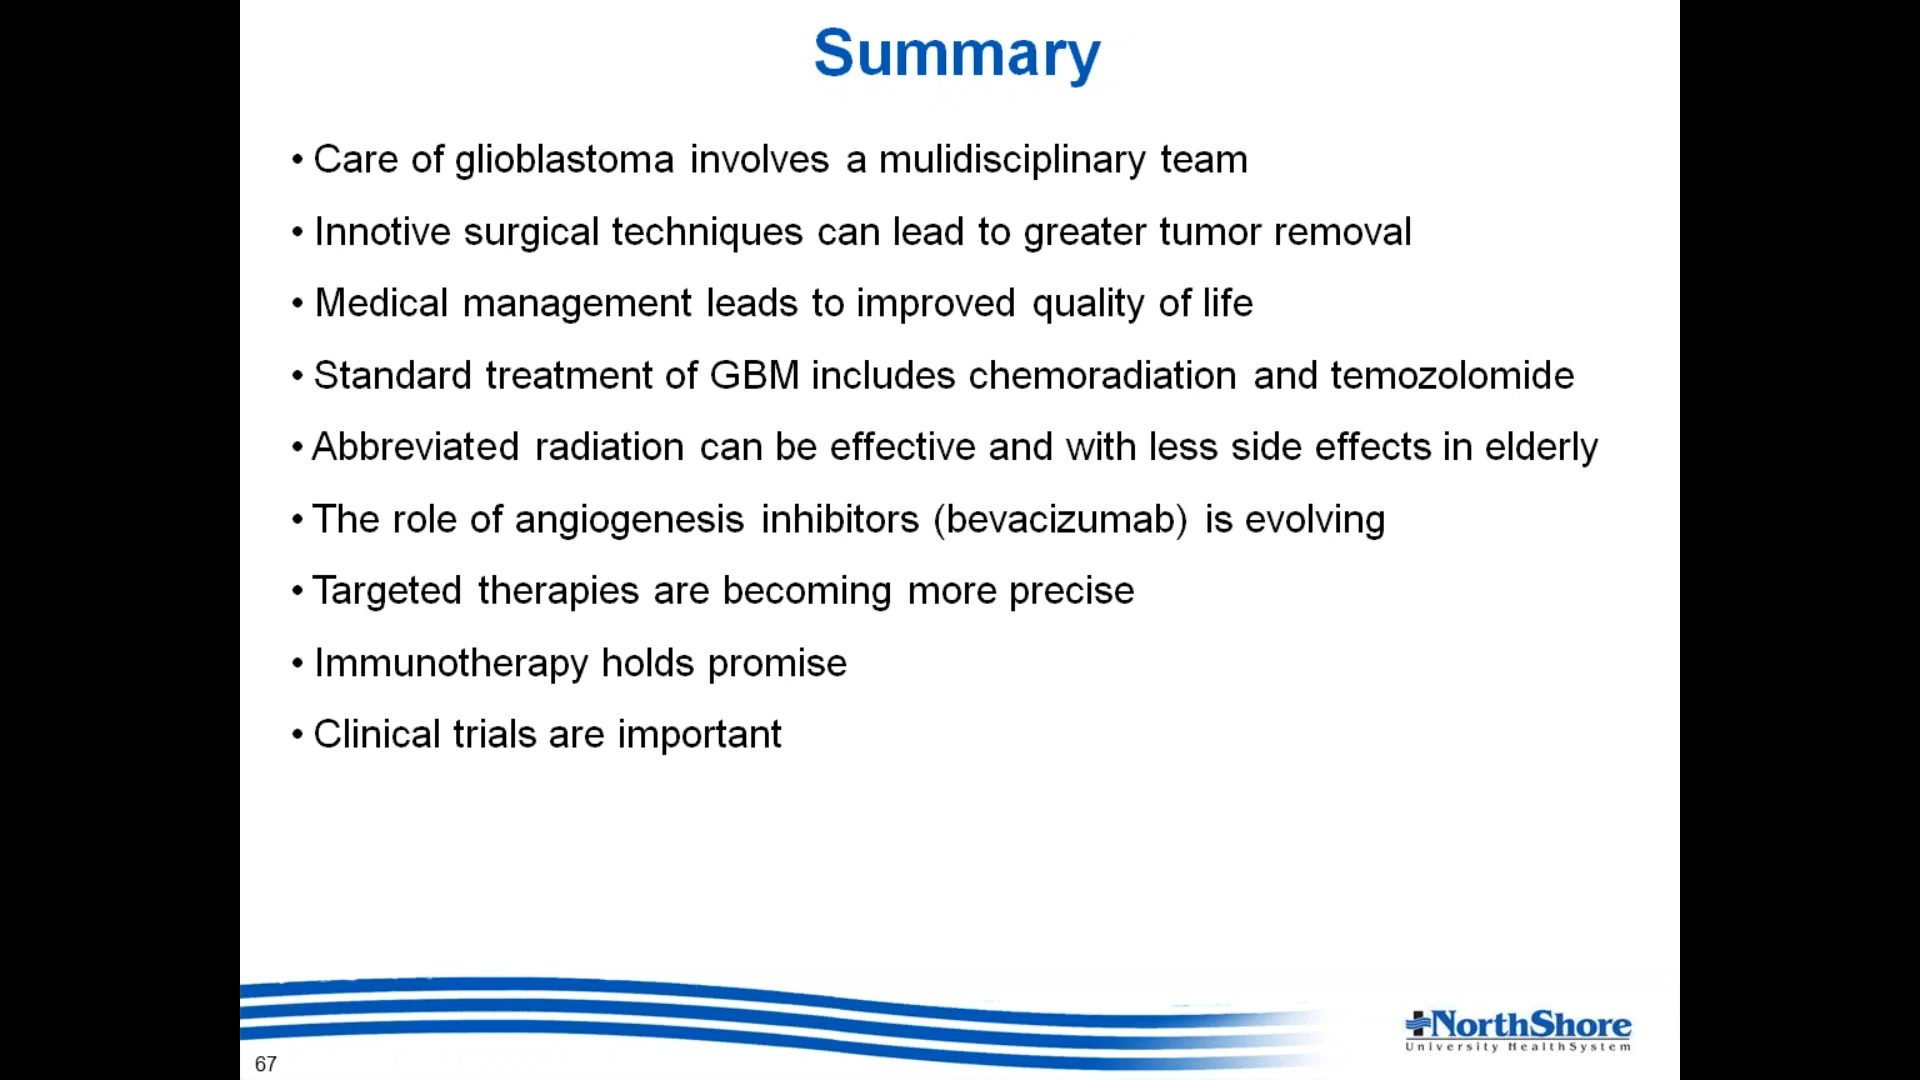 Summary
• Care of glioblastoma involves a mulidisciplinary team
• Innotive surgical techniques can lead to greater tumor removal
• Medical management leads to improved quality of life
• Standard treatment of GBM includes chemoradiation and temozolomide
• Abbreviated radiation can be effective and with less side effects in elderly
• The role of angiogenesis inhibitors (bevacizumab) is evolving
• Targeted therapies are becoming more precise
• Immunotherapy holds promise
• Clinical trials are important
NorthShore
University HealthSystem
67